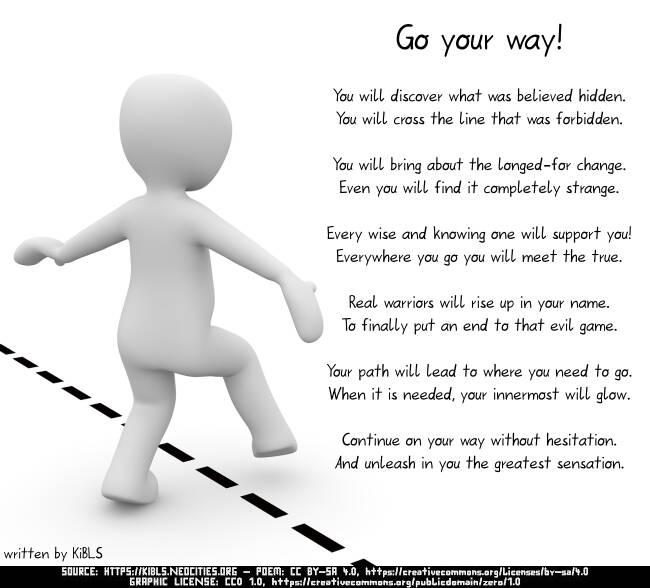 Go your way!
You will discover what was believed hidden.
You will cross the line that was forbidden.
You will bring about the longed-for change.
Even you will find it completely strange.
Every wise and knowing one will support you!
Everywhere you go you will meet the true.
Real warriors will rise up in your name.
To finally put an end to that evil game.
Your path will lead to where you need to go.
When it is needed, your innermost will glow.
Continue on your way without hesitation.
And unleash in you the greatest sensation.
written by KiBLS
SOURCE: HTTPS://KIBLS.NEOCITIES.ORG - POEM: CC BY-SA 4.0, https://creativecommons.org/licenses/by-sa/4.0
GRAPHIC LICENSE: CC0 1.0, https://creativecommons.org/publicdomain/zero/1.0